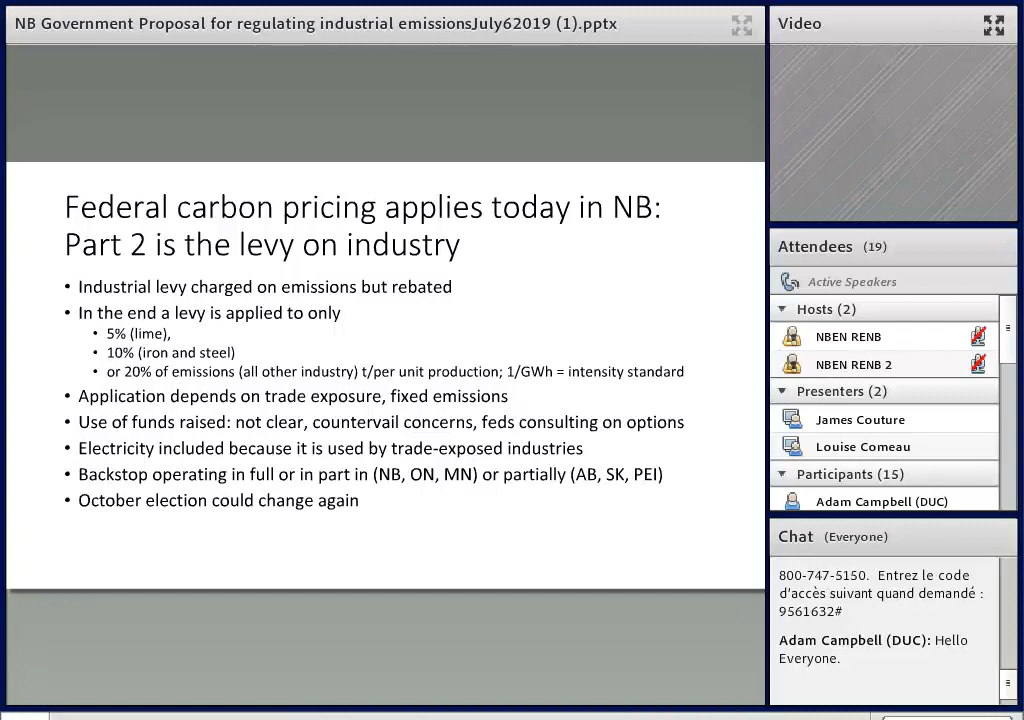 NB Government Proposal for regulating industrial emissionsJuly62019 (1).pptx
Federal carbon pricing applies today in NB:
Part 2 is the levy on industry
• Industrial levy charged on emissions but rebated
• In the end a levy is applied to only
• 5% (lime),
• 10% (iron and steel)
• or 20% of emissions (all other industry) t/per unit production; 1/GWh = intensity standard
• Application depends on trade exposure, fixed emissions
• Use of funds raised: not clear, countervail concerns, feds consulting on options
• Electricity included because it is used by trade-exposed industries
• Backstop operating in full or in part in (NB, ON, MN) or partially (AB, SK, PEI)
• October election could change again
Video
Attendees (19)
Active Speakers
Hosts (2)
NBEN RENB
NBEN RENB 2
Presenters (2)
James Couture
Louise Comeau
Participants (15)
Adam Campbell (DUC)
Chat (Everyone)
800-747-5150. Entrez le code
d'accès suivant quand demandé :
9561632#
Adam Campbell (DUC): Hello
Everyone.